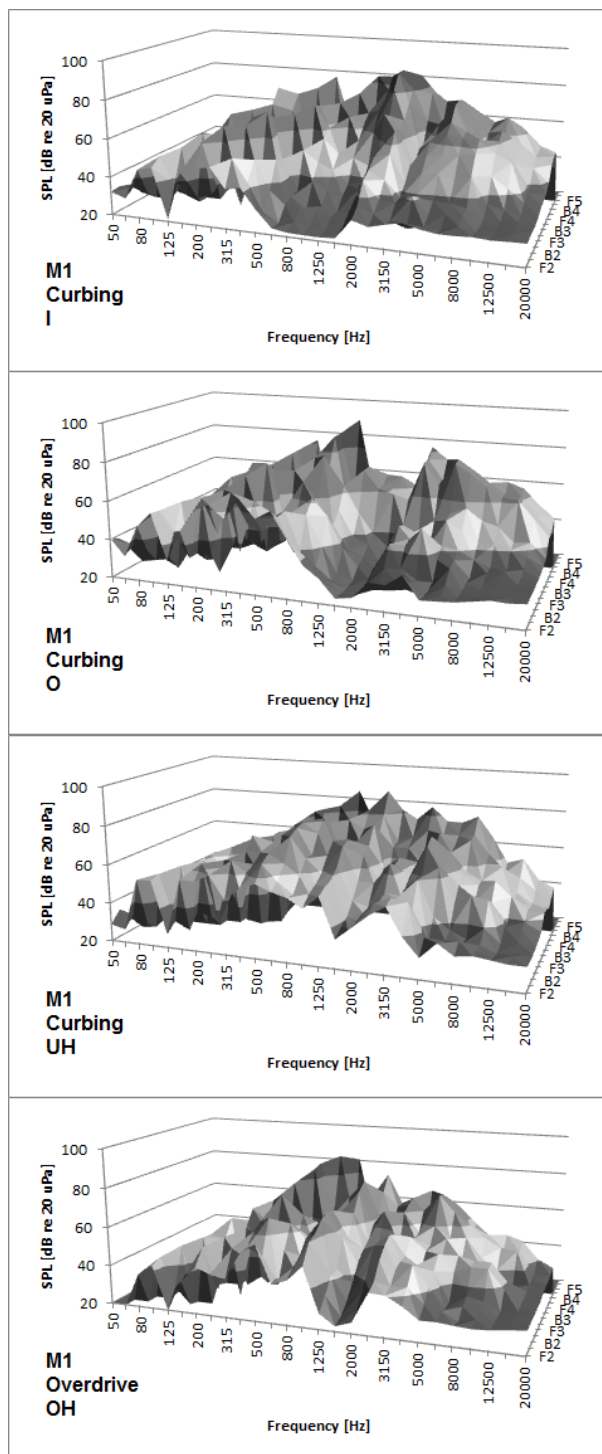 100
80
60
40
20
SPL [dB re 20 uPa]
50
80
125
200
315
500
800
1250
2000
3150
5000
8000
12500
20000
F5
B4
F4
B3
F3
B2
F2
M1
Curbing
I
Frequency [Hz]
100
80
60
40
20
SPL [dB re 20 uPa]
50
80
125
200
315
500
800
1250
2000
3150
5000
8000
12500
20000
F5
B4
F4
B3
F3
B2
F2
M1
Curbing
O
Frequency [Hz]
100
80
60
40
20
SPL [dB re 20 uPa]
50
80
125
200
315
500
800
1250
2000
3150
5000
8000
12500
20000
F5
B4
F4
B3
F3
B2
F2
M1
Curbing
UH
Frequency [Hz]
100
80
60
40
20
SPL [dB re 20 uPa]
50
80
125
200
315
500
800
1250
2000
3150
5000
8000
12500
20000
F5
B4
F4
B3
F3
B2
F2
M1
Overdrive
OH
Frequency [Hz]